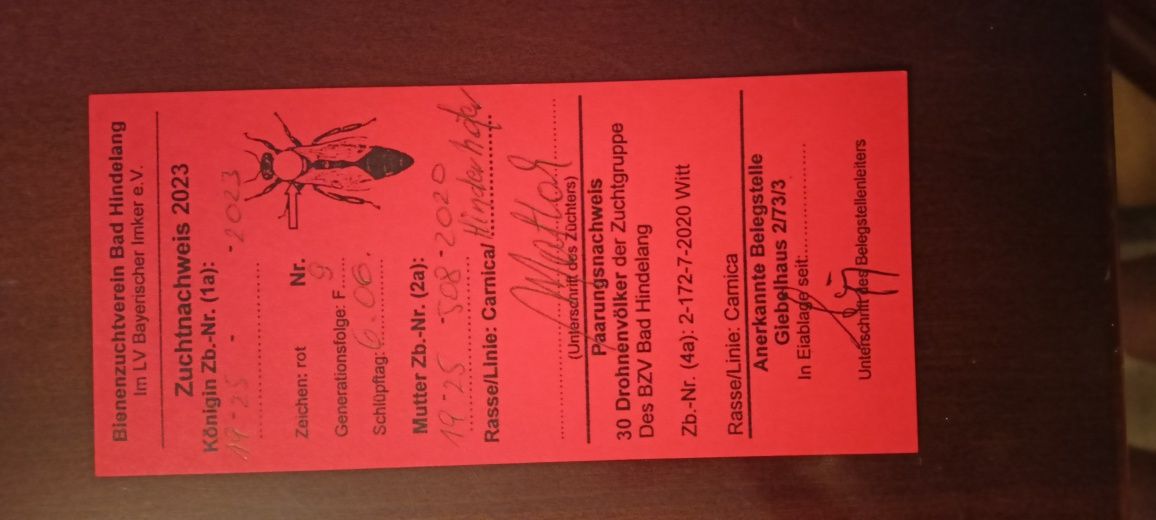 Bienenzuchtverein Bad Hindelang
Im LV Bayerischer Imker e.V.
Zuchtnachweis 2023
Königin Zb.-Nr. (1a):
19-25 - -2023
Zeichen: rot Nr.
Generationsfolge: F 9
Schlüpftag: 6.06.
Mutter Zb.-Nr. (2a):
19-25 -508-2020
Rasse/Linie: Carnica/ Hinderhofer
(Unterschrift des Züchters)
Paarungsnachweis
30 Drohnenvölker der Zuchtgruppe
Des BZV Bad Hindelang
Zb.-Nr. (4a): 2-172-7-2020 Witt
Rasse/Linie: Carnica
Anerkannte Belegstelle
Giebelhaus 2/73/3
In Eiablage seit:
Unterschrift des Belegstellenleiters